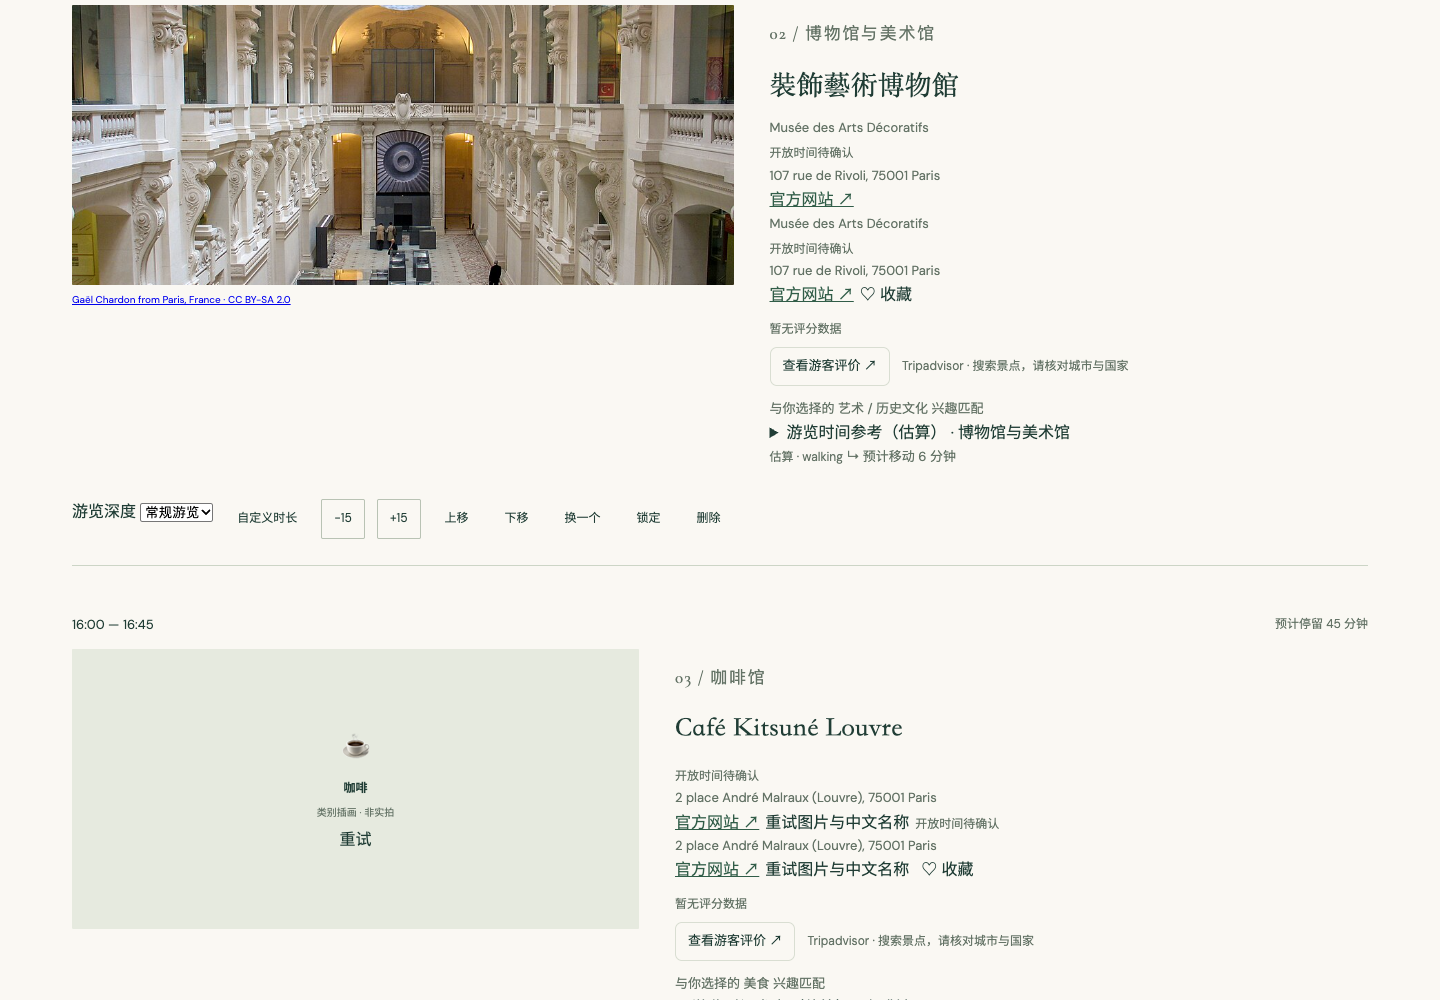 02 / 博物馆与美术馆
裝飾藝術博物館
Musée des Arts Décoratifs
开放时间待确认
107 rue de Rivoli, 75001 Paris
官方网站 ↗
Musée des Arts Décoratifs
开放时间待确认
107 rue de Rivoli, 75001 Paris
官方网站 ↗ ♡ 收藏
Gaël Chardon from Paris, France · CC BY-SA 2.0
暂无评分数据
查看游客评价 ↗ Tripadvisor · 搜索景点，请核对城市与国家
与你选择的 艺术 / 历史文化 兴趣匹配
▶ 游览时间参考（估算） · 博物馆与美术馆
估算 · walking ↪ 预计移动 6 分钟
游览深度 常规游览 自定义时长 -15 +15 上移 下移 换一个 锁定 删除
16:00 — 16:45 预计停留 45 分钟
03 / 咖啡馆
Café Kitsuné Louvre
咖啡
类别插画 · 非实拍
重试
开放时间待确认
2 place André Malraux (Louvre), 75001 Paris
官方网站 ↗ 重试图片与中文名称 开放时间待确认
2 place André Malraux (Louvre), 75001 Paris
官方网站 ↗ 重试图片与中文名称 ♡ 收藏
暂无评分数据
查看游客评价 ↗ Tripadvisor · 搜索景点，请核对城市与国家
与你选择的 美食 兴趣匹配